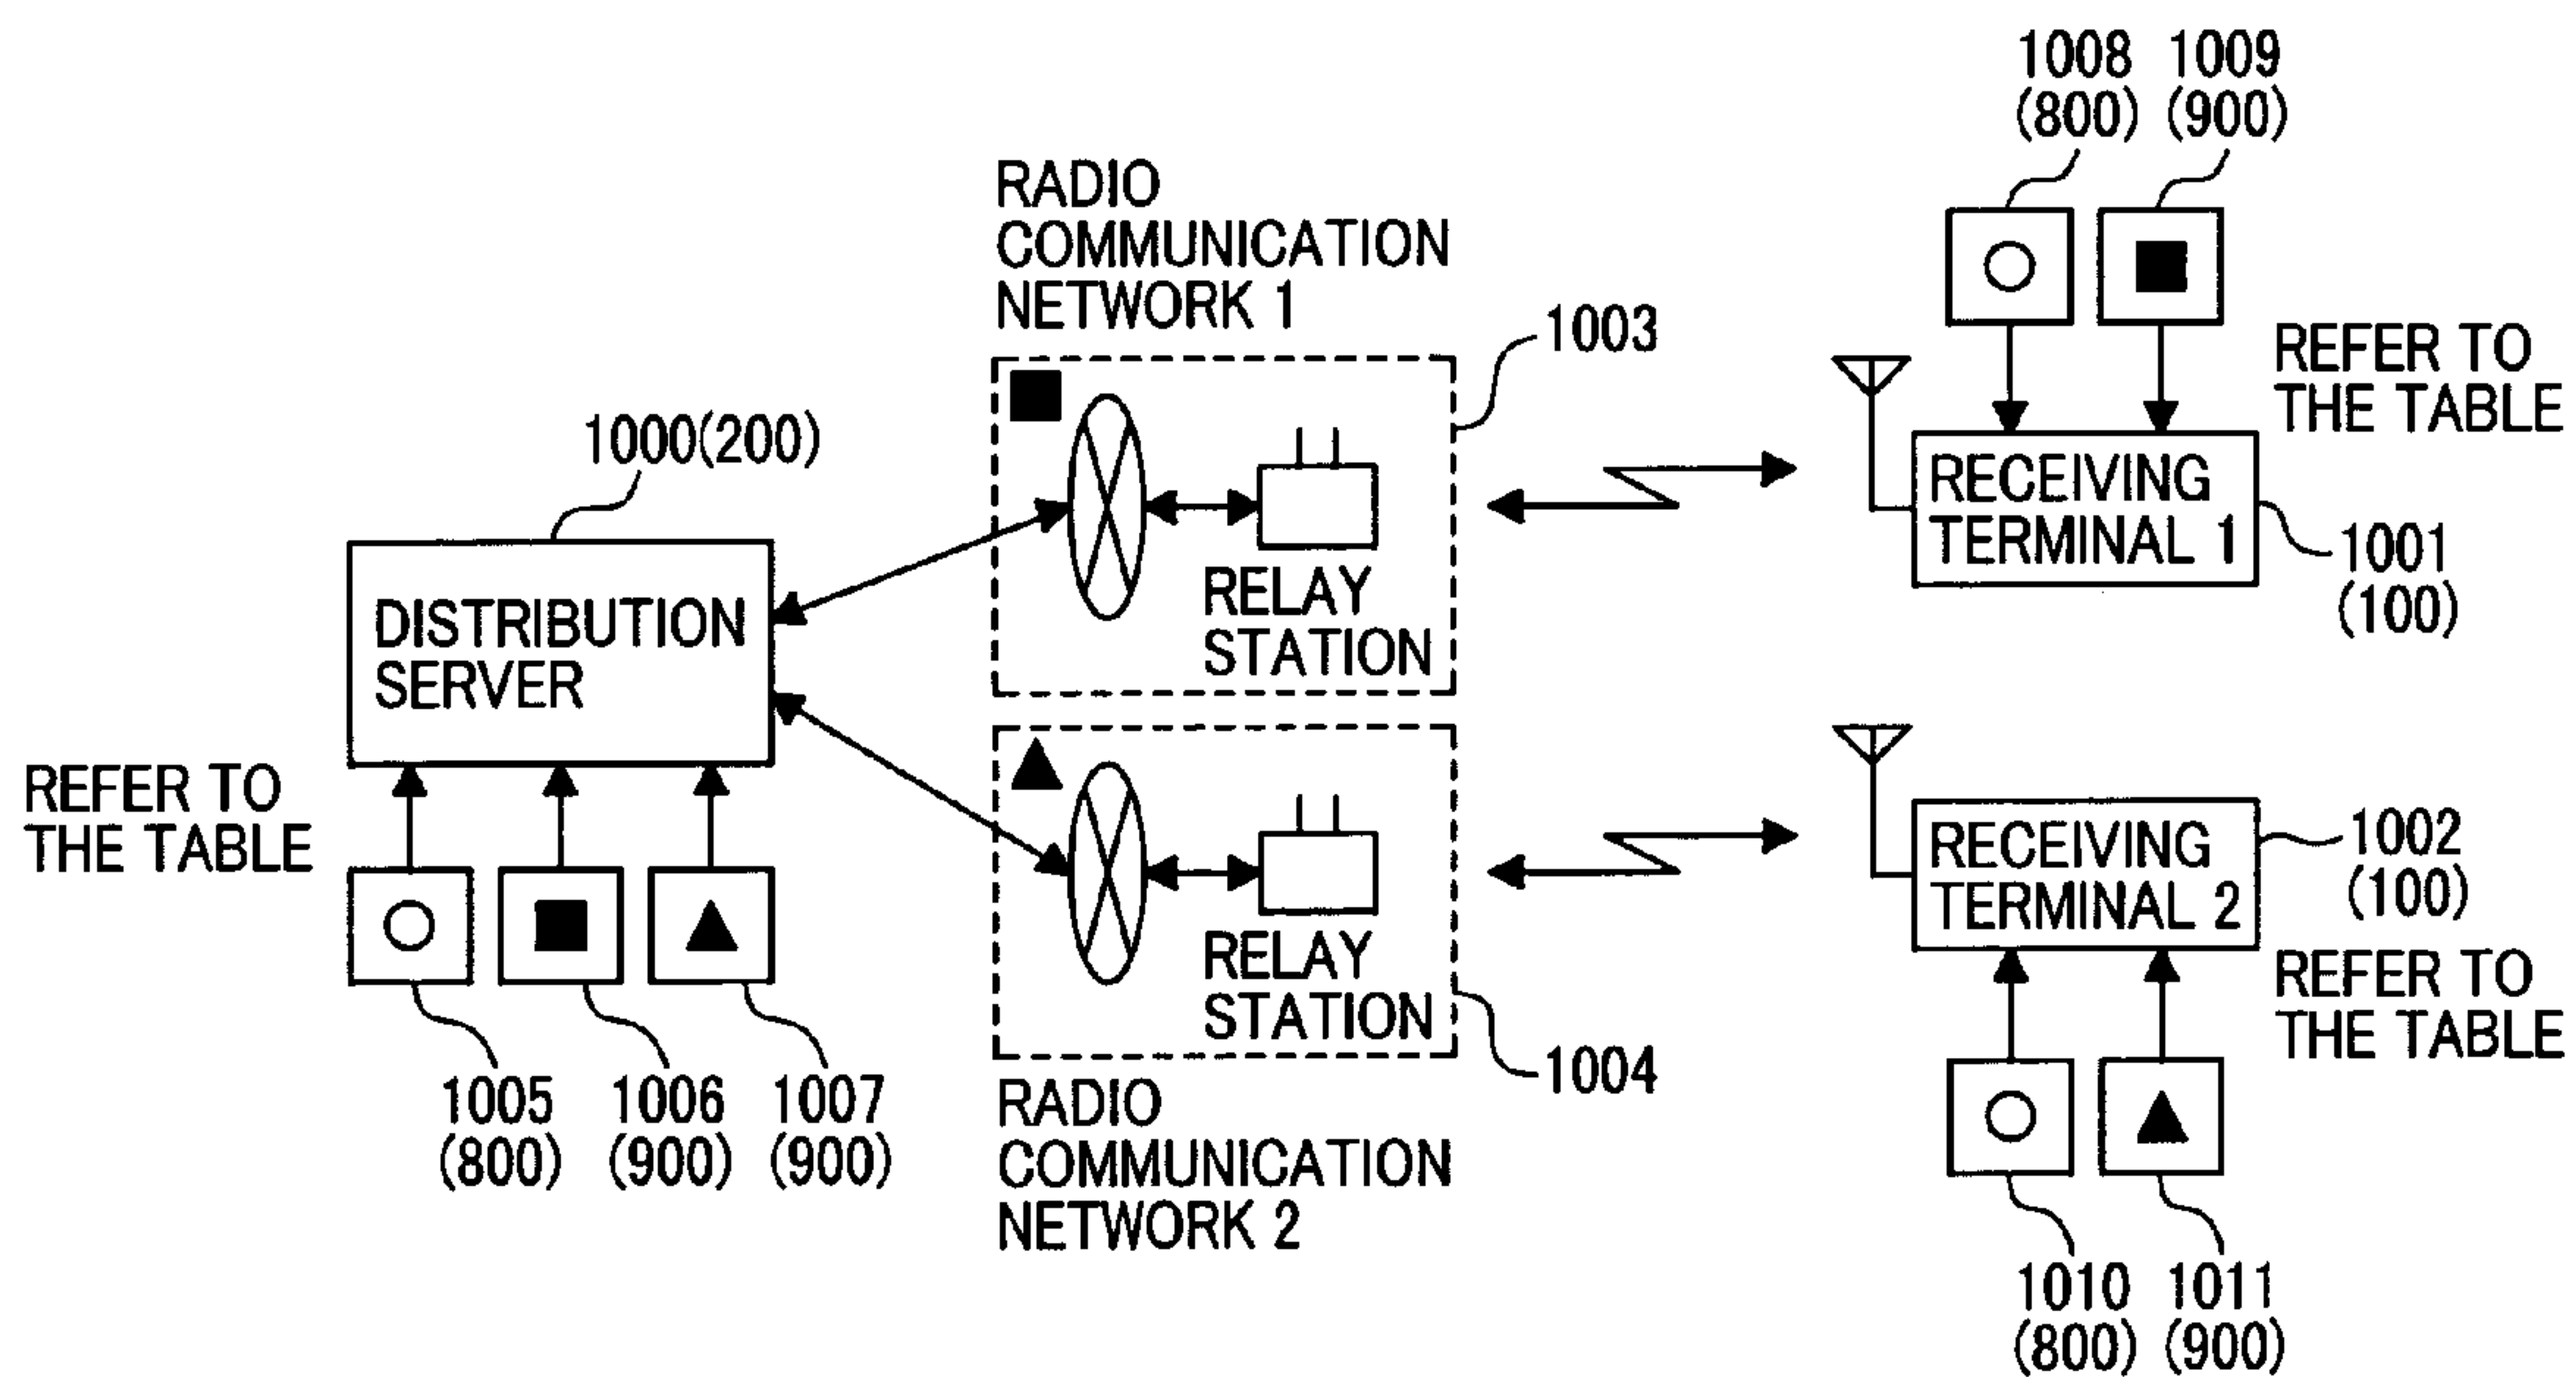 1008 1009
(800) (900)
RADIO
COMMUNICATION
NETWORK 1
1003
REFER TO
THE TABLE
1000(200)
RECEIVING
TERMINAL 1
1001
(100)
DISTRIBUTION
SERVER
RELAY
STATION
REFER TO
THE TABLE
RECEIVING
TERMINAL 2
1002
(100)
RELAY
STATION
REFER TO
THE TABLE
1004
1005 1006 1007
(800) (900) (900)
RADIO
COMMUNICATION
NETWORK 2
1010 1011
(800) (900)